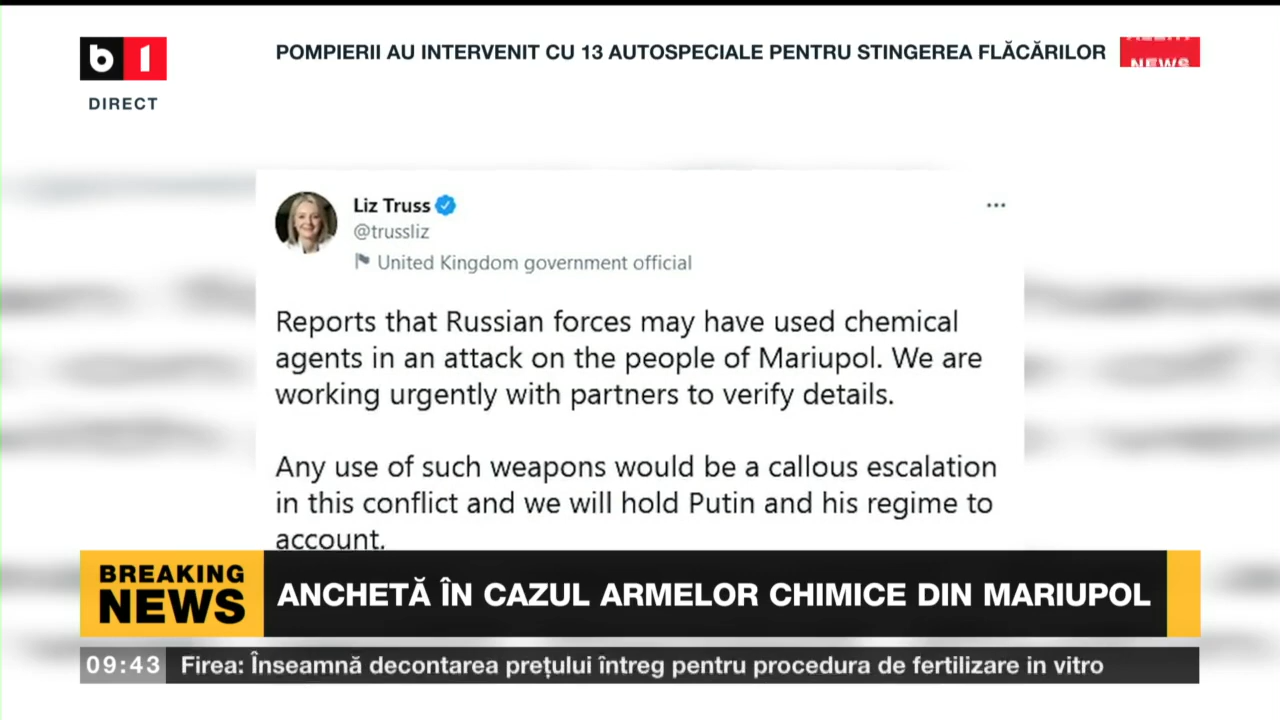 b1
DIRECT
POMPIERII AU INTERVENIT CU 13 AUTOSPECIALE PENTRU STINGEREA FLĂCĂRILOR
NEWS
Liz Truss
@trussliz
United Kingdom government official
Reports that Russian forces may have used chemical
agents in an attack on the people of Mariupol. We are
working urgently with partners to verify details.
Any use of such weapons would be a callous escalation
in this conflict and we will hold Putin and his regime to
account.
BREAKING
NEWS
ANCHETĂ ÎN CAZUL ARMELOR CHIMICE DIN MARIUPOL
09:43 Firea: Înseamnă decontarea prețului întreg pentru procedura de fertilizare in vitro